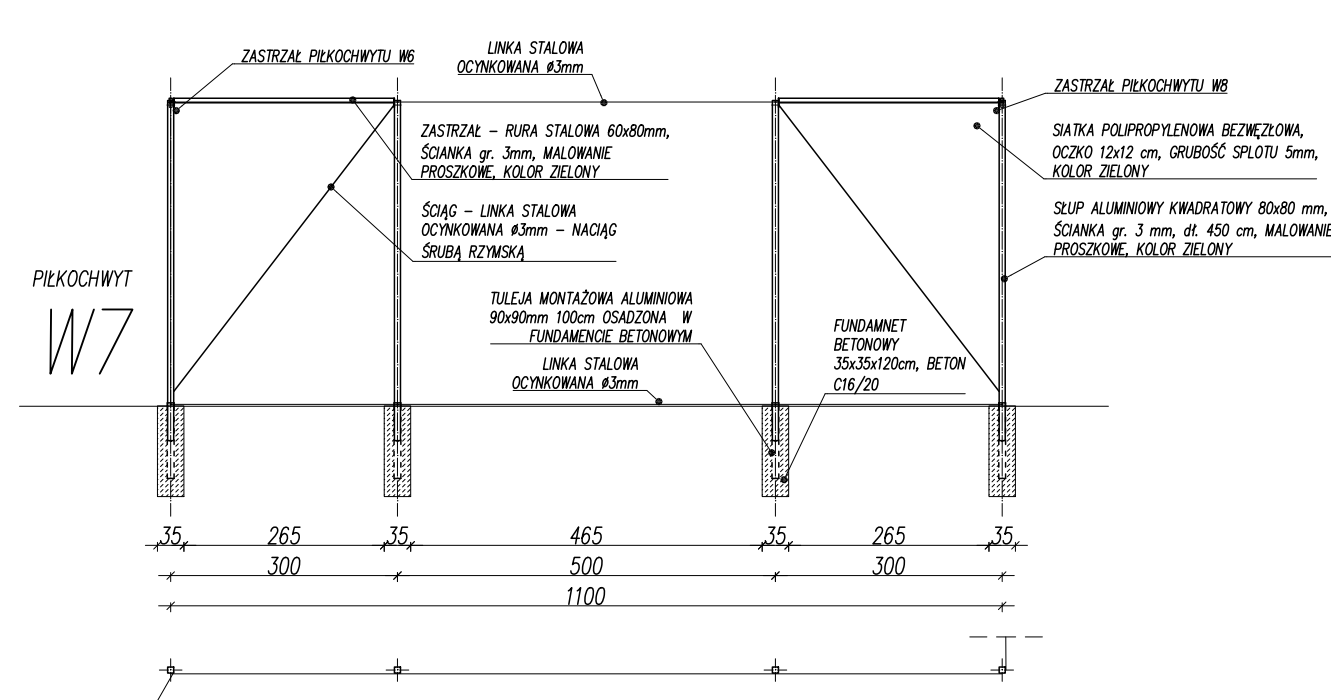 ZASTRZAŁ PIŁKOCHWYTU W6
LINKA STALOWA
OCYNKOWANA ø3mm
ZASTRZAŁ PIŁKOCHWYTU W8
ZASTRZAŁ – RURA STALOWA 60x80mm,
ŚCIANKA gr. 3mm, MALOWANIE
PROSZKOWE, KOLOR ZIELONY
SIATKA POLIPROPYLENOWA BEZWĘZŁOWA,
OCZKO 12x12 cm, GRUBOŚĆ SPLOTU 5mm,
KOLOR ZIELONY
ŚCIĄG – LINKA STALOWA
OCYNKOWANA ø3mm – NACIĄG
ŚRUBĄ RZYMSKĄ
SŁUP ALUMINIOWY KWADRATOWY 80x80 mm,
ŚCIANKA gr. 3 mm, dł. 450 cm, MALOWANIE
PROSZKOWE, KOLOR ZIELONY
PIŁKOCHWYT
W7
TULEJA MONTAŻOWA ALUMINIOWA
90x90mm 100cm OSADZONA W
FUNDAMENCIE BETONOWYM
LINKA STALOWA
OCYNKOWANA ø3mm
FUNDAMNET
BETONOWY
35x35x120cm, BETON
C16/20
35 265 35 465 35 265 35
300 500 300
1100